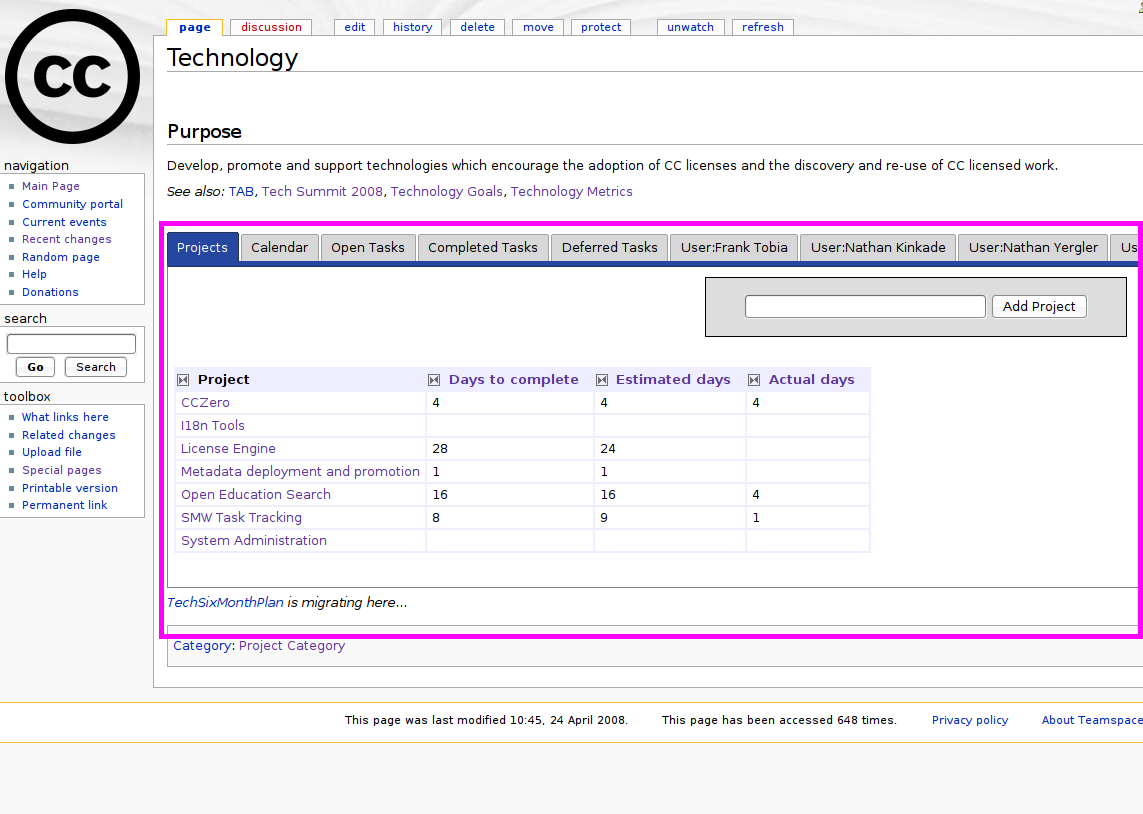 cc
page discussion edit history delete move protect unwatch refresh
Technology
Purpose
Develop, promote and support technologies which encourage the adoption of CC licenses and the discovery and re-use of CC licensed work.
See also: TAB, Tech Summit 2008, Technology Goals, Technology Metrics
navigation
Main Page
Community portal
Current events
Recent changes
Random page
Help
Donations
search
Go Search
toolbox
What links here
Related changes
Upload file
Special pages
Printable version
Permanent link
Projects Calendar Open Tasks Completed Tasks Deferred Tasks User:Frank Tobia User:Nathan Kinkade User:Nathan Yergler Us
Add Project
Project Days to complete Estimated days Actual days
CCZero 4 4 4
I18n Tools
License Engine 28 24
Metadata deployment and promotion 1 1
Open Education Search 16 16 4
SMW Task Tracking 8 9 1
System Administration
TechSixMonthPlan is migrating here...
Category: Project Category
This page was last modified 10:45, 24 April 2008. This page has been accessed 648 times. Privacy policy About Teamspace